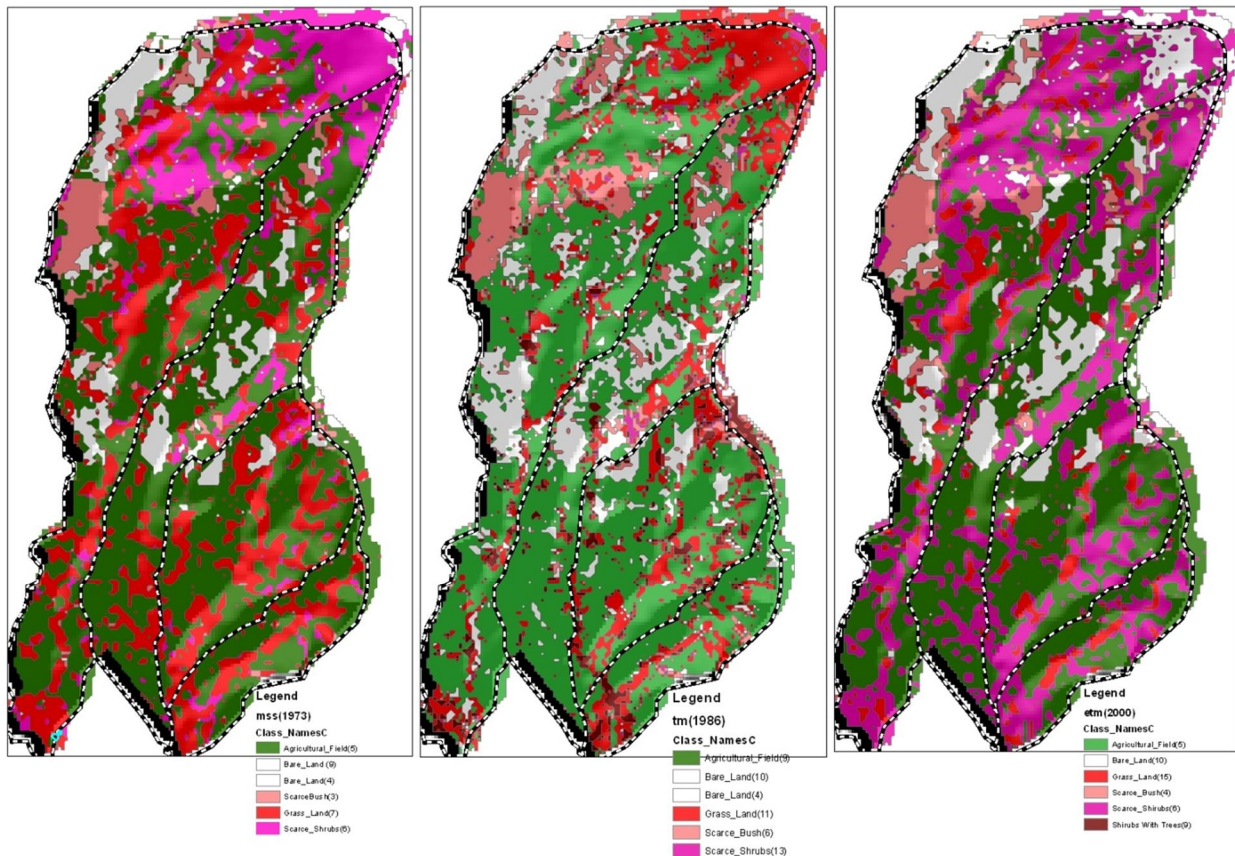 Legend
mss(1973)
Class_NamesC
Agricultural_Field(5)
Bare_Land (9)
Bare_Land(4)
ScarceBush(3)
Grass_Land(7)
Scarce_Shrubs(6)
Legend
tm(1986)
Class_NamesC
Agricultural_Field(9)
Bare_Land(10)
Bare_Land(4)
Grass_Land(11)
Scarce_Bush(6)
Scarce_Shrubs(13)
Legend
etm(2000)
Class_NamesC
Agricultural_Field(5)
Bare_Land(10)
Grass_Land(15)
Scarce_Bush(4)
Scarce_Shirubs(6)
Shirubs With Trees(9)